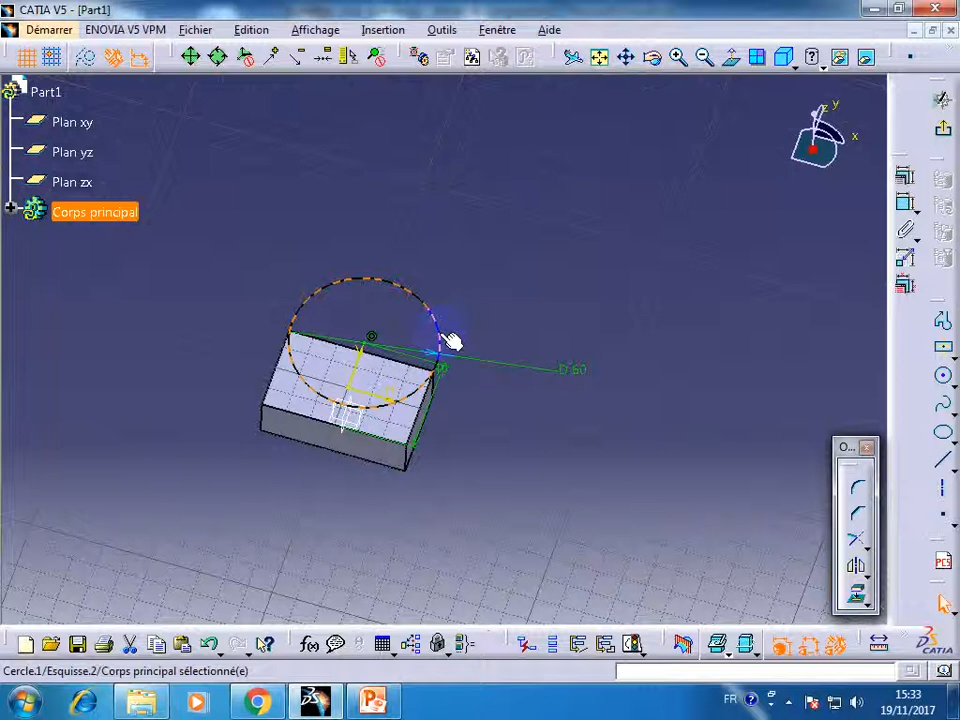 CATIA V5 - [Part1]
Démarrer ENOVIA V5 VPM Fichier Edition Affichage Insertion Outils Fenêtre Aide
Part1
Plan xy
Plan yz
Plan zx
Corps principal
z y
x
D 60
O...
PCS
f(x)
CATIA
Cercle.1/Esquisse.2/Corps principal sélectionné(e)
FR
15:33
19/11/2017